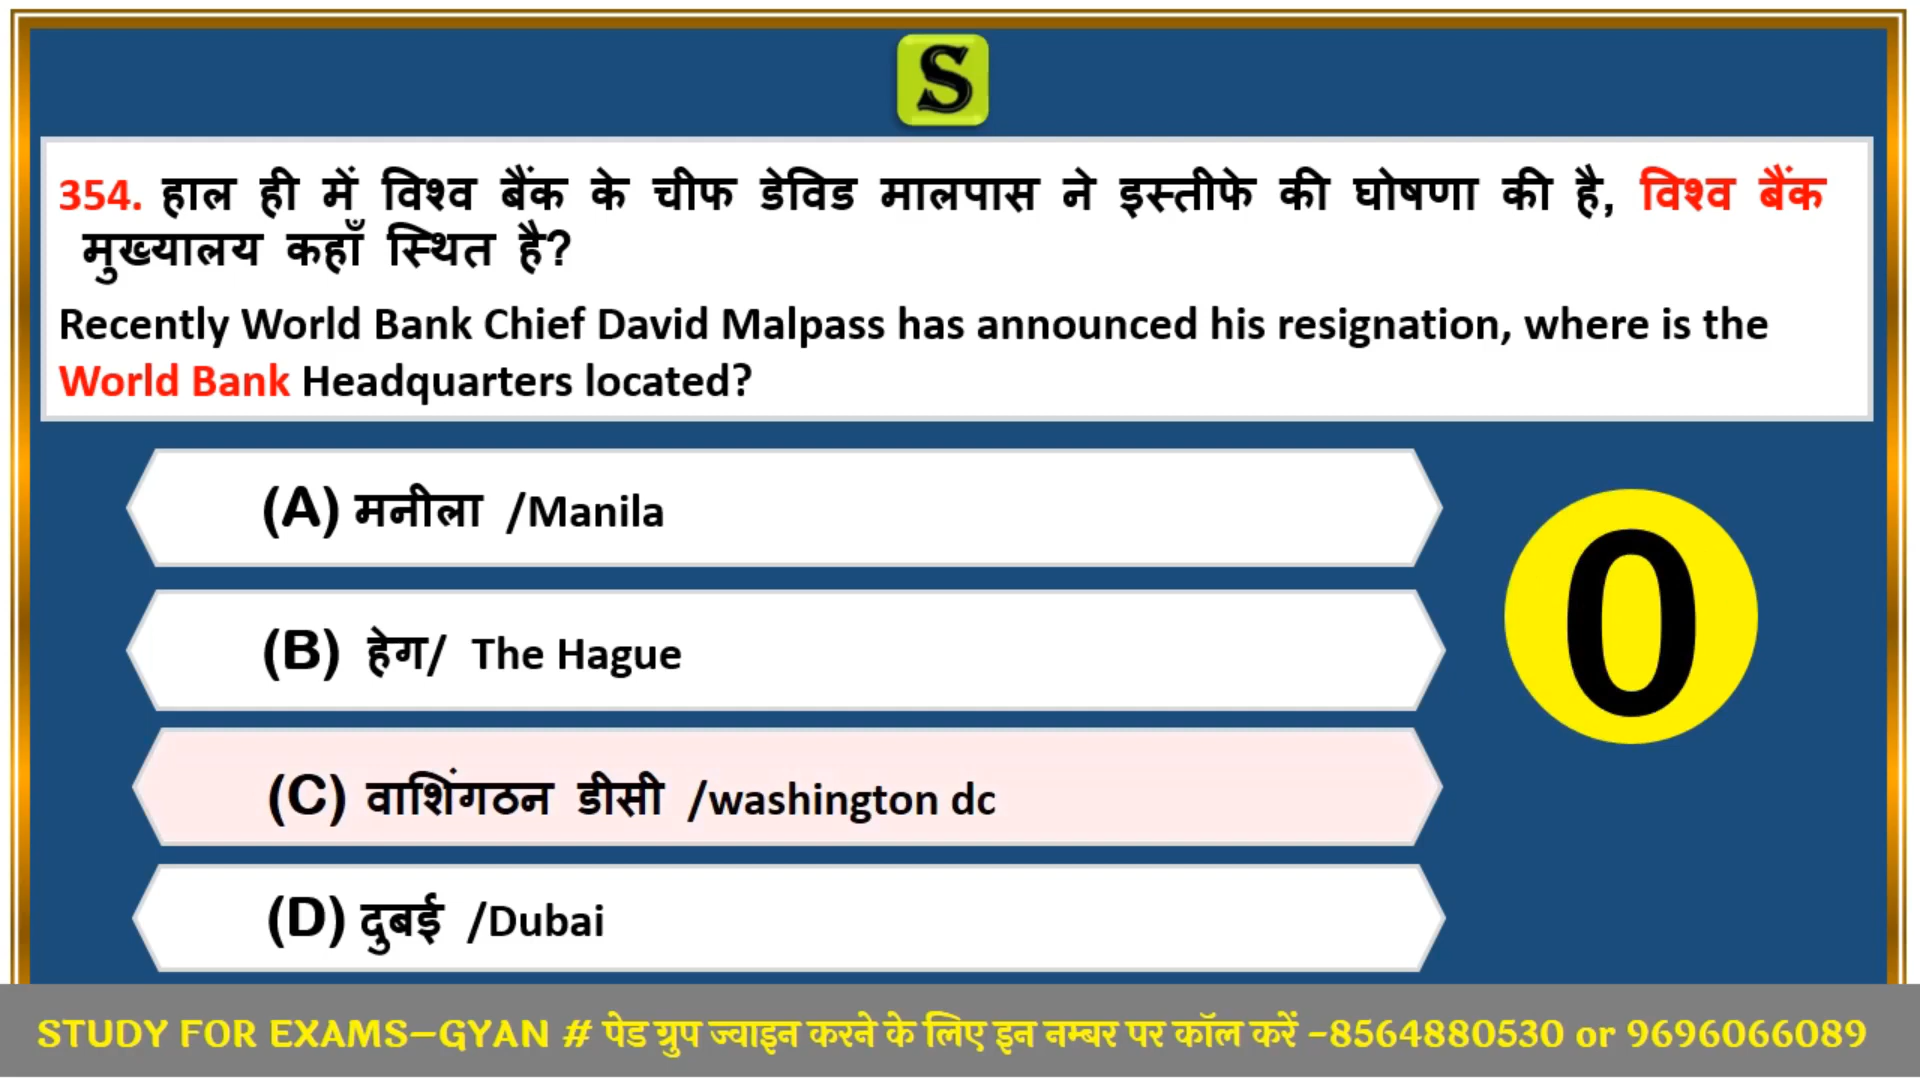 S
354. हाल ही में विश्व बैंक के चीफ डेविड मालपास ने इस्तीफे की घोषणा की है, विश्व बैंक
मुख्यालय कहाँ स्थित है?
Recently World Bank Chief David Malpass has announced his resignation, where is the
World Bank Headquarters located?
(A) मनीला /Manila
(B) हेग/ The Hague
0
(C) वाशिंगठन डीसी /washington dc
(D) दुबई /Dubai
STUDY FOR EXAMS–GYAN # पेड ग्रुप ज्वाइन करने के लिए इन नम्बर पर कॉल करें -8564880530 or 9696066089